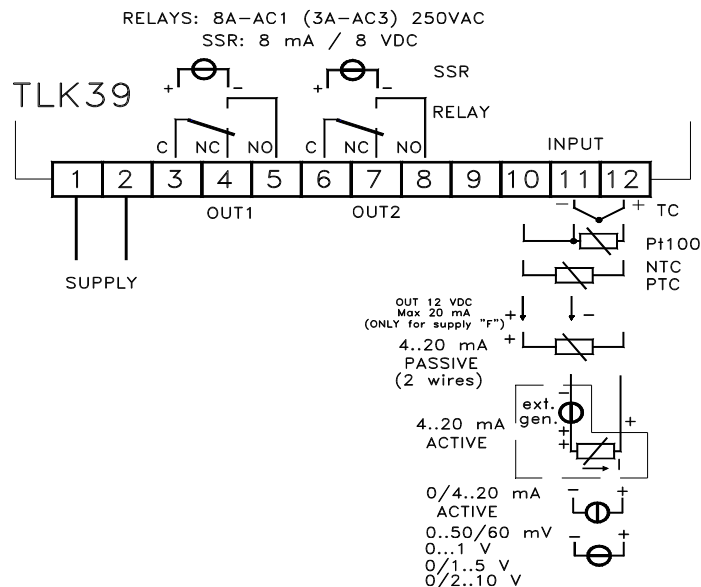 RELAYS: 8A-AC1 (3A-AC3) 250VAC
SSR: 8 mA / 8 VDC
TLK39
+ - + - SSR
RELAY
C NC NO C NC NO INPUT
1 2 3 4 5 6 7 8 9 10 11 12
OUT1 OUT2 - + TC
Pt100
SUPPLY
NTC
PTC
OUT 12 VDC
Max 20 mA
(ONLY for supply "F")
+ -
4..20 mA
PASSIVE
(2 wires)
+
ext.
gen.
-
+
+
+
I
4..20 mA
ACTIVE
0/4..20 mA
ACTIVE
- +
0..50/60 mV
0...1 V
0/1..5 V
0/2..10 V
- +